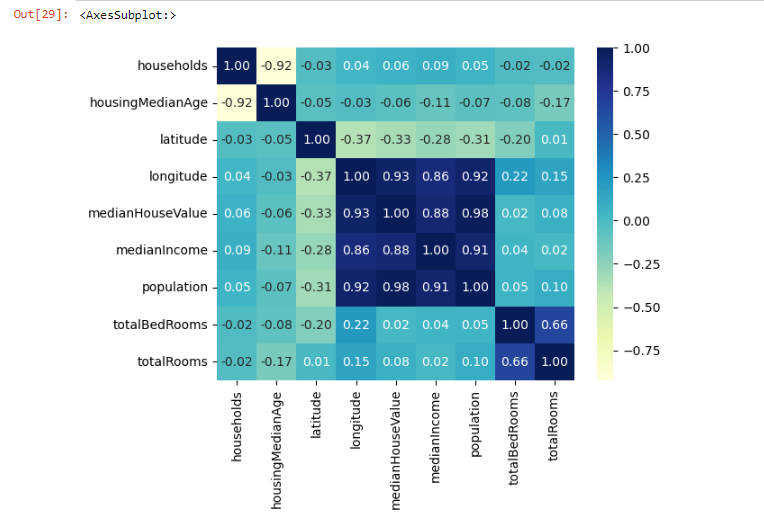 Out[29]: <AxesSubplot:>
households 1.00 -0.92 -0.03 0.04 0.06 0.09 0.05 -0.02 -0.02
housingMedianAge -0.92 1.00 -0.05 -0.03 -0.06 -0.11 -0.07 -0.08 -0.17
latitude -0.03 -0.05 1.00 -0.37 -0.33 -0.28 -0.31 -0.20 0.01
longitude 0.04 -0.03 -0.37 1.00 0.93 0.86 0.92 0.22 0.15
medianHouseValue 0.06 -0.06 -0.33 0.93 1.00 0.88 0.98 0.02 0.08
medianIncome 0.09 -0.11 -0.28 0.86 0.88 1.00 0.91 0.04 0.02
population 0.05 -0.07 -0.31 0.92 0.98 0.91 1.00 0.05 0.10
totalBedRooms -0.02 -0.08 -0.20 0.22 0.02 0.04 0.05 1.00 0.66
totalRooms -0.02 -0.17 0.01 0.15 0.08 0.02 0.10 0.66 1.00
households
housingMedianAge
latitude
longitude
medianHouseValue
medianIncome
population
totalBedRooms
totalRooms
1.00
0.75
0.50
0.25
0.00
-0.25
-0.50
-0.75